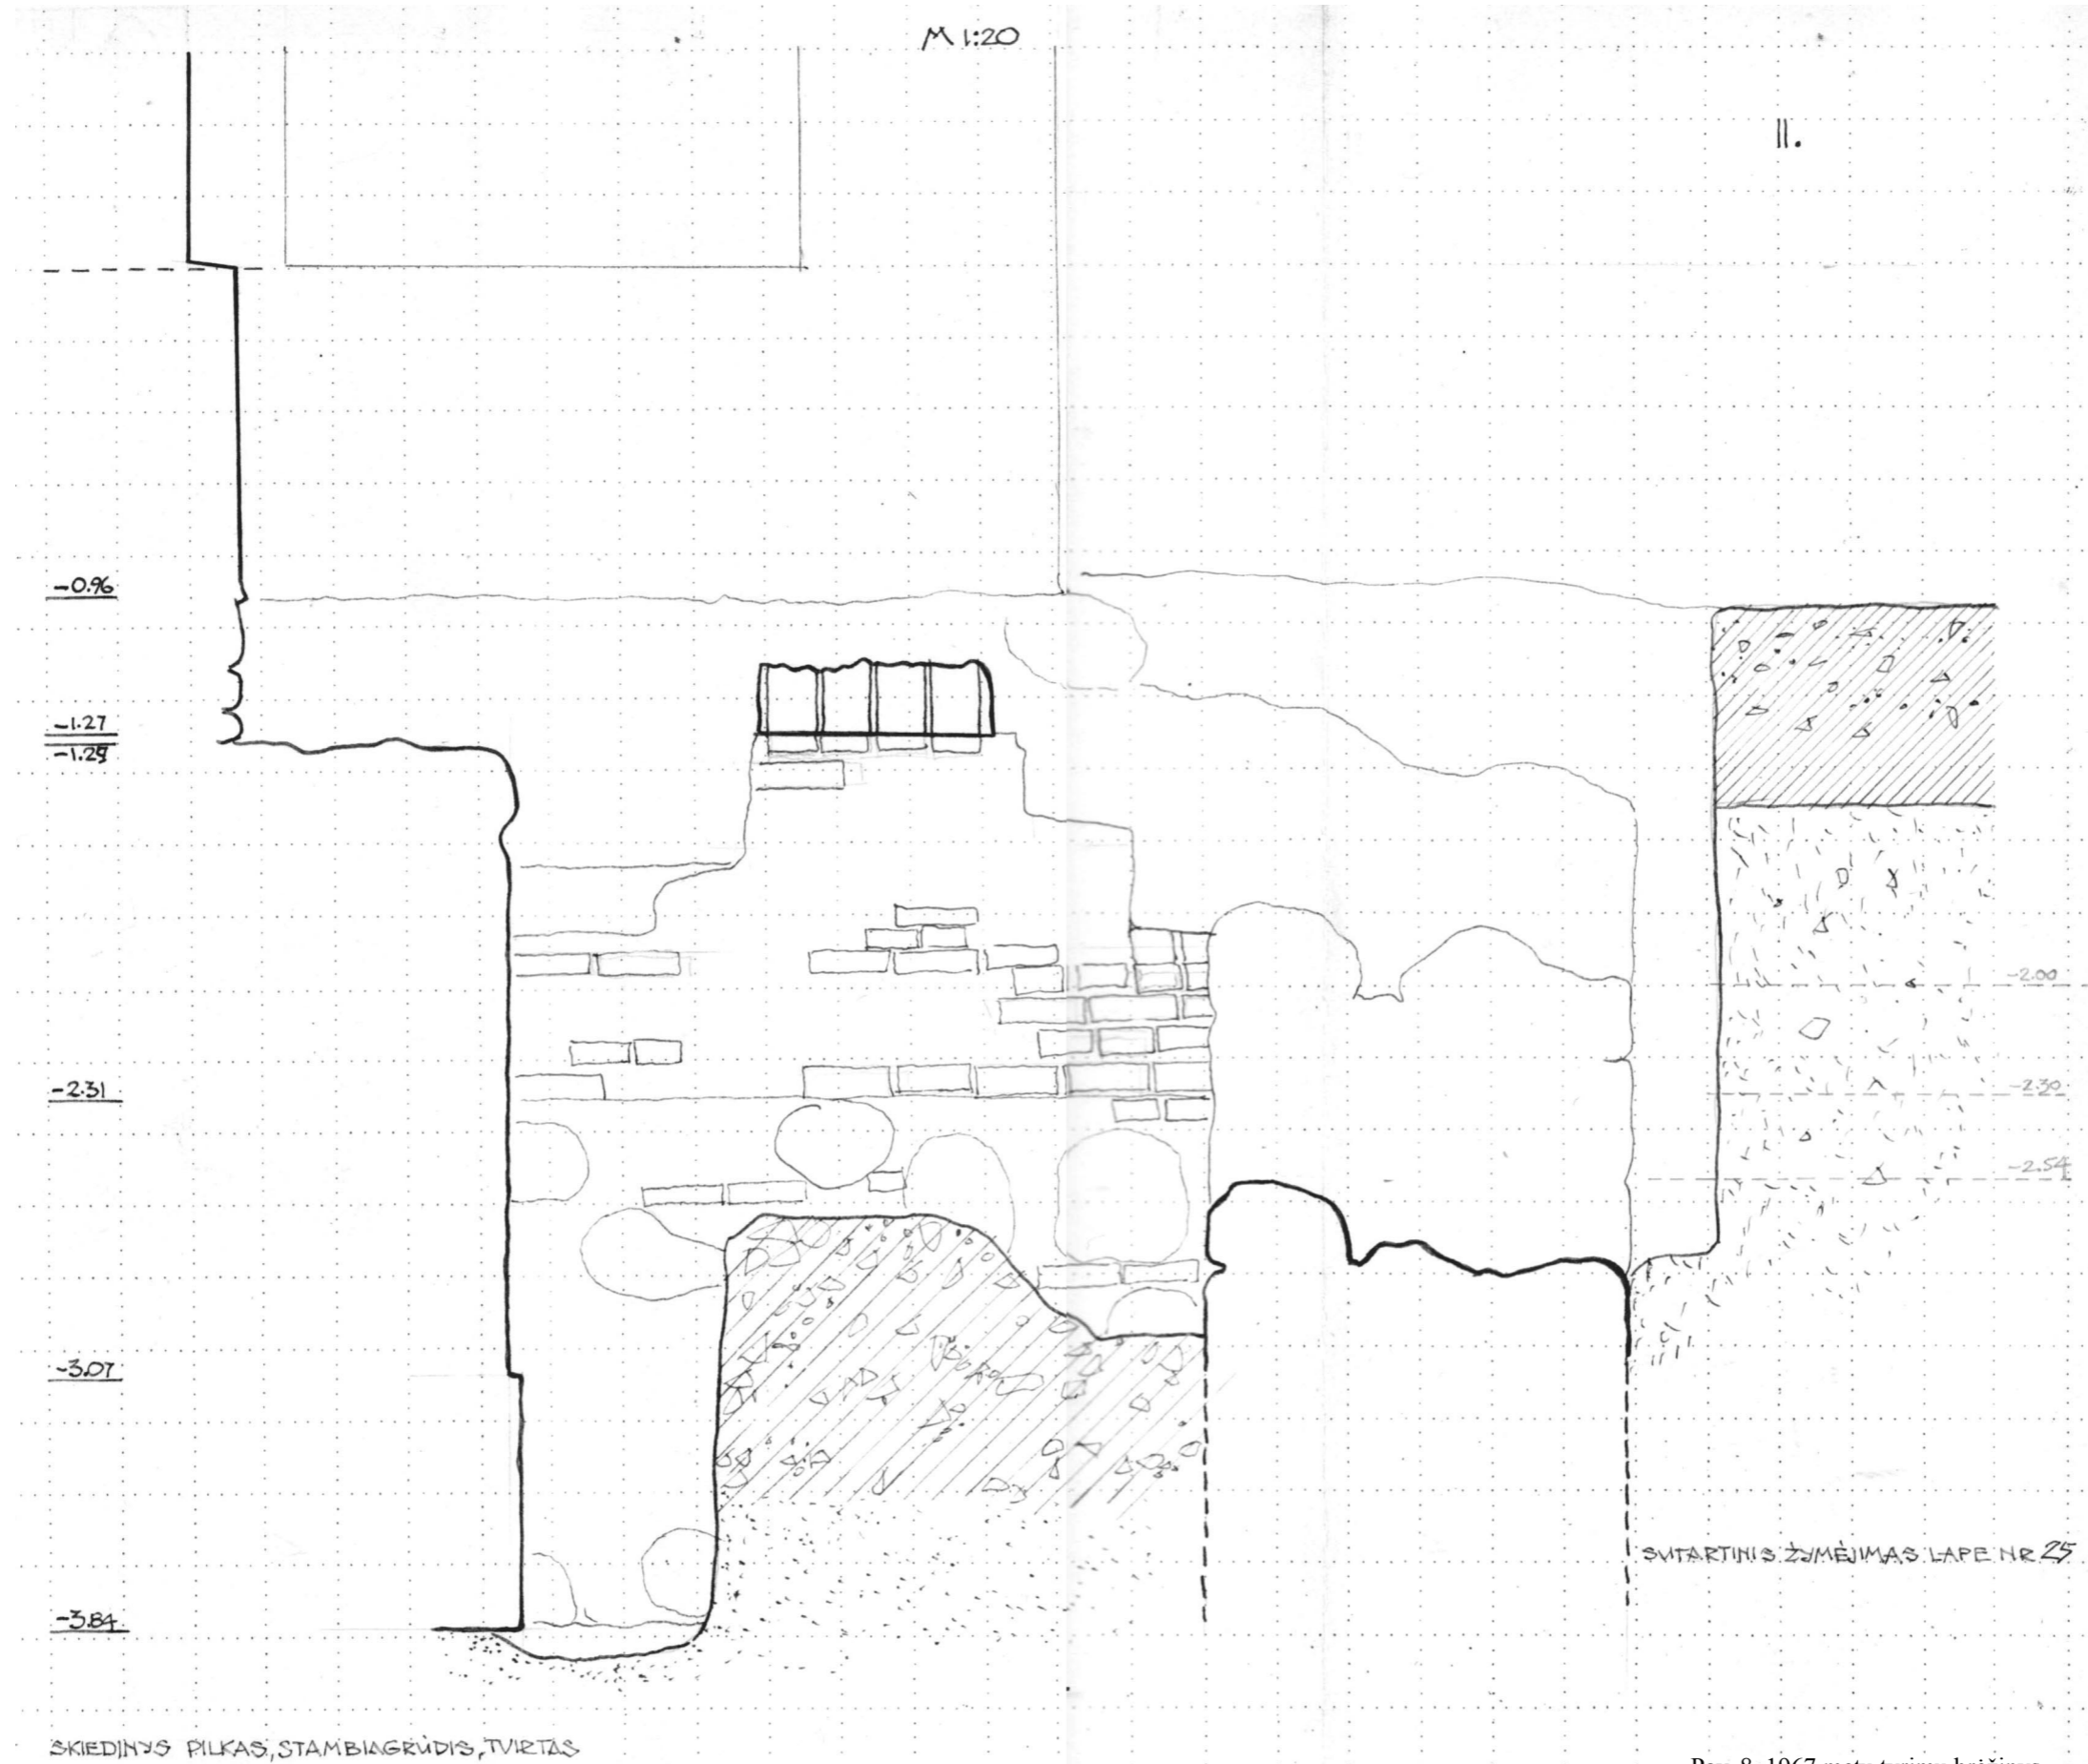 M 1:20
II.
-0.96
-1.27
-1.29
-2.00
-2.30
-2.31
-2.54
-3.07
SUTARTINIS ŽYMĖJIMAS LAPE NR 25
-3.84
SKIEDINYS PILKAS, STAMBIAGRŪDIS, TVIRTAS